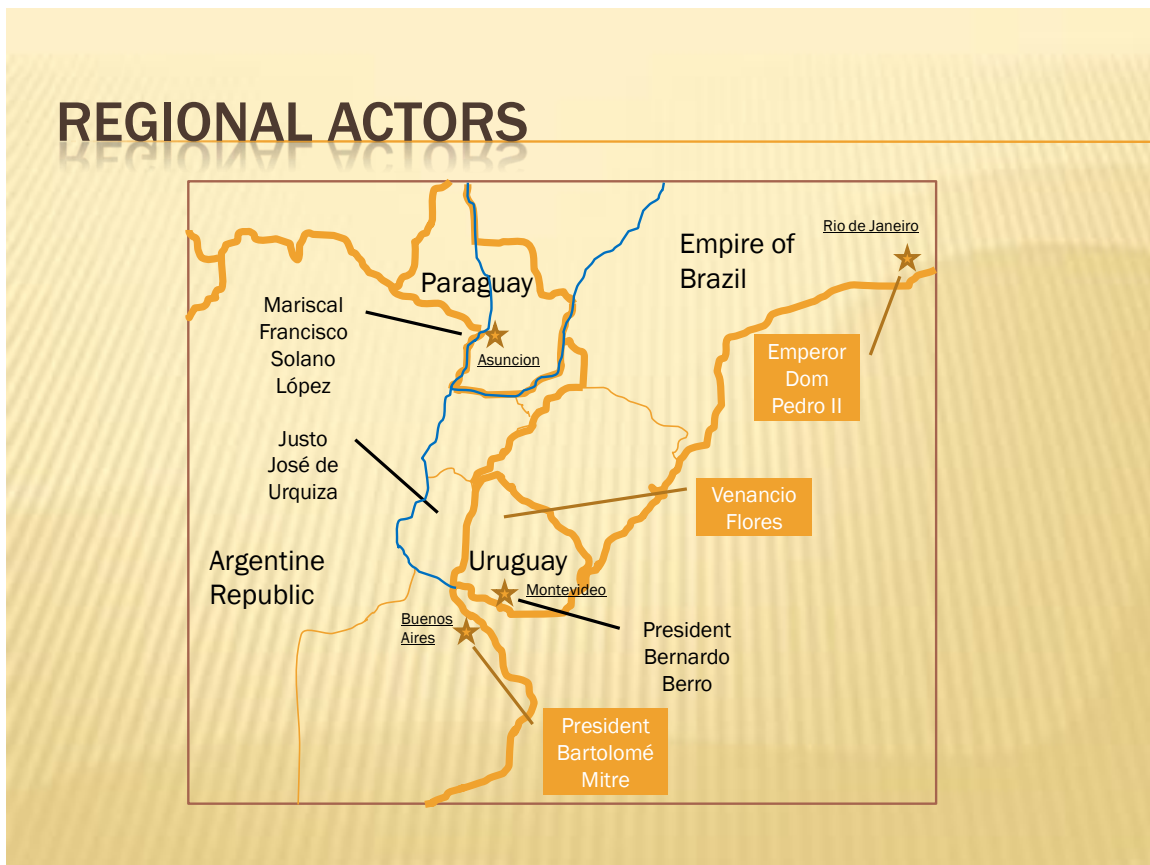 REGIONAL ACTORS
Rio de Janeiro
Empire of
Brazil
Paraguay
Mariscal
Francisco
Solano
López
Asuncion
Emperor
Dom
Pedro II
Justo
José de
Urquiza
Venancio
Flores
Argentine
Republic
Uruguay
Montevideo
Buenos
Aires
President
Bernardo
Berro
President
Bartolomé
Mitre